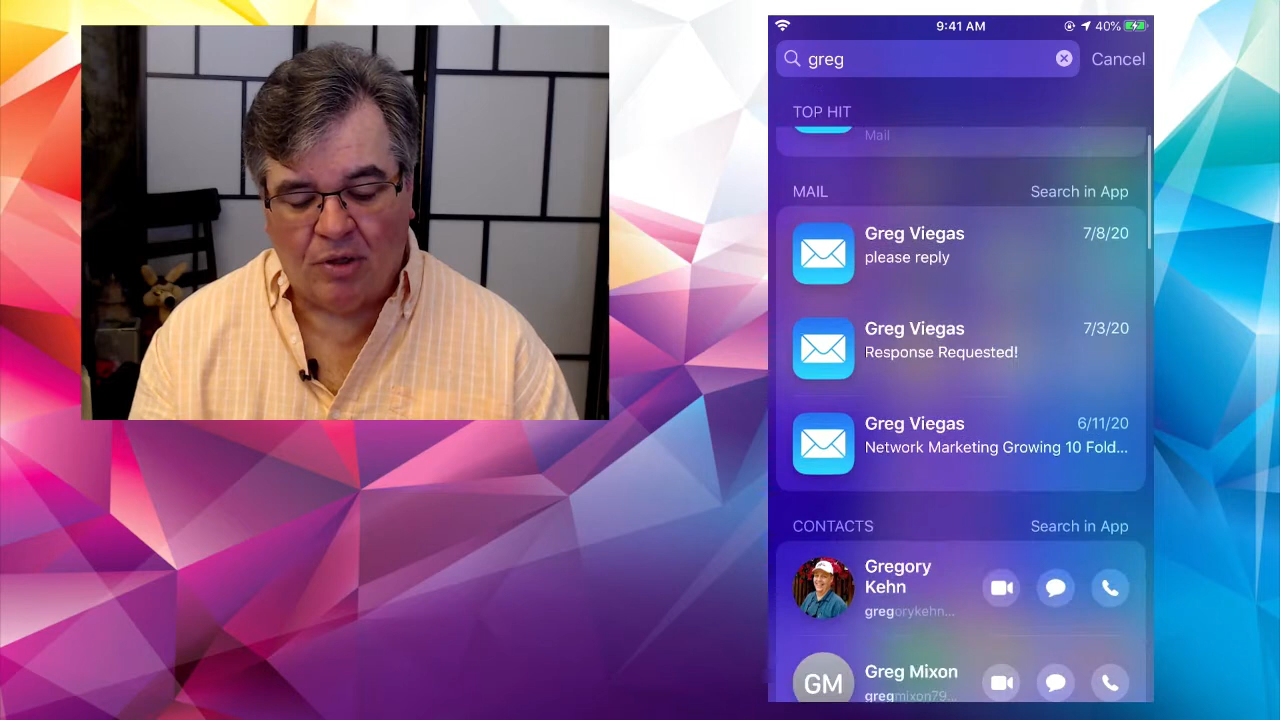 9:41 AM
40%
greg
Cancel
TOP HIT
Mail
MAIL
Search in App
Greg Viegas
7/8/20
please reply
Greg Viegas
7/3/20
Response Requested!
Greg Viegas
6/11/20
Network Marketing Growing 10 Fold...
CONTACTS
Search in App
Gregory
Kehn
gregorykehn...
Greg Mixon
GM
gregmixon79...